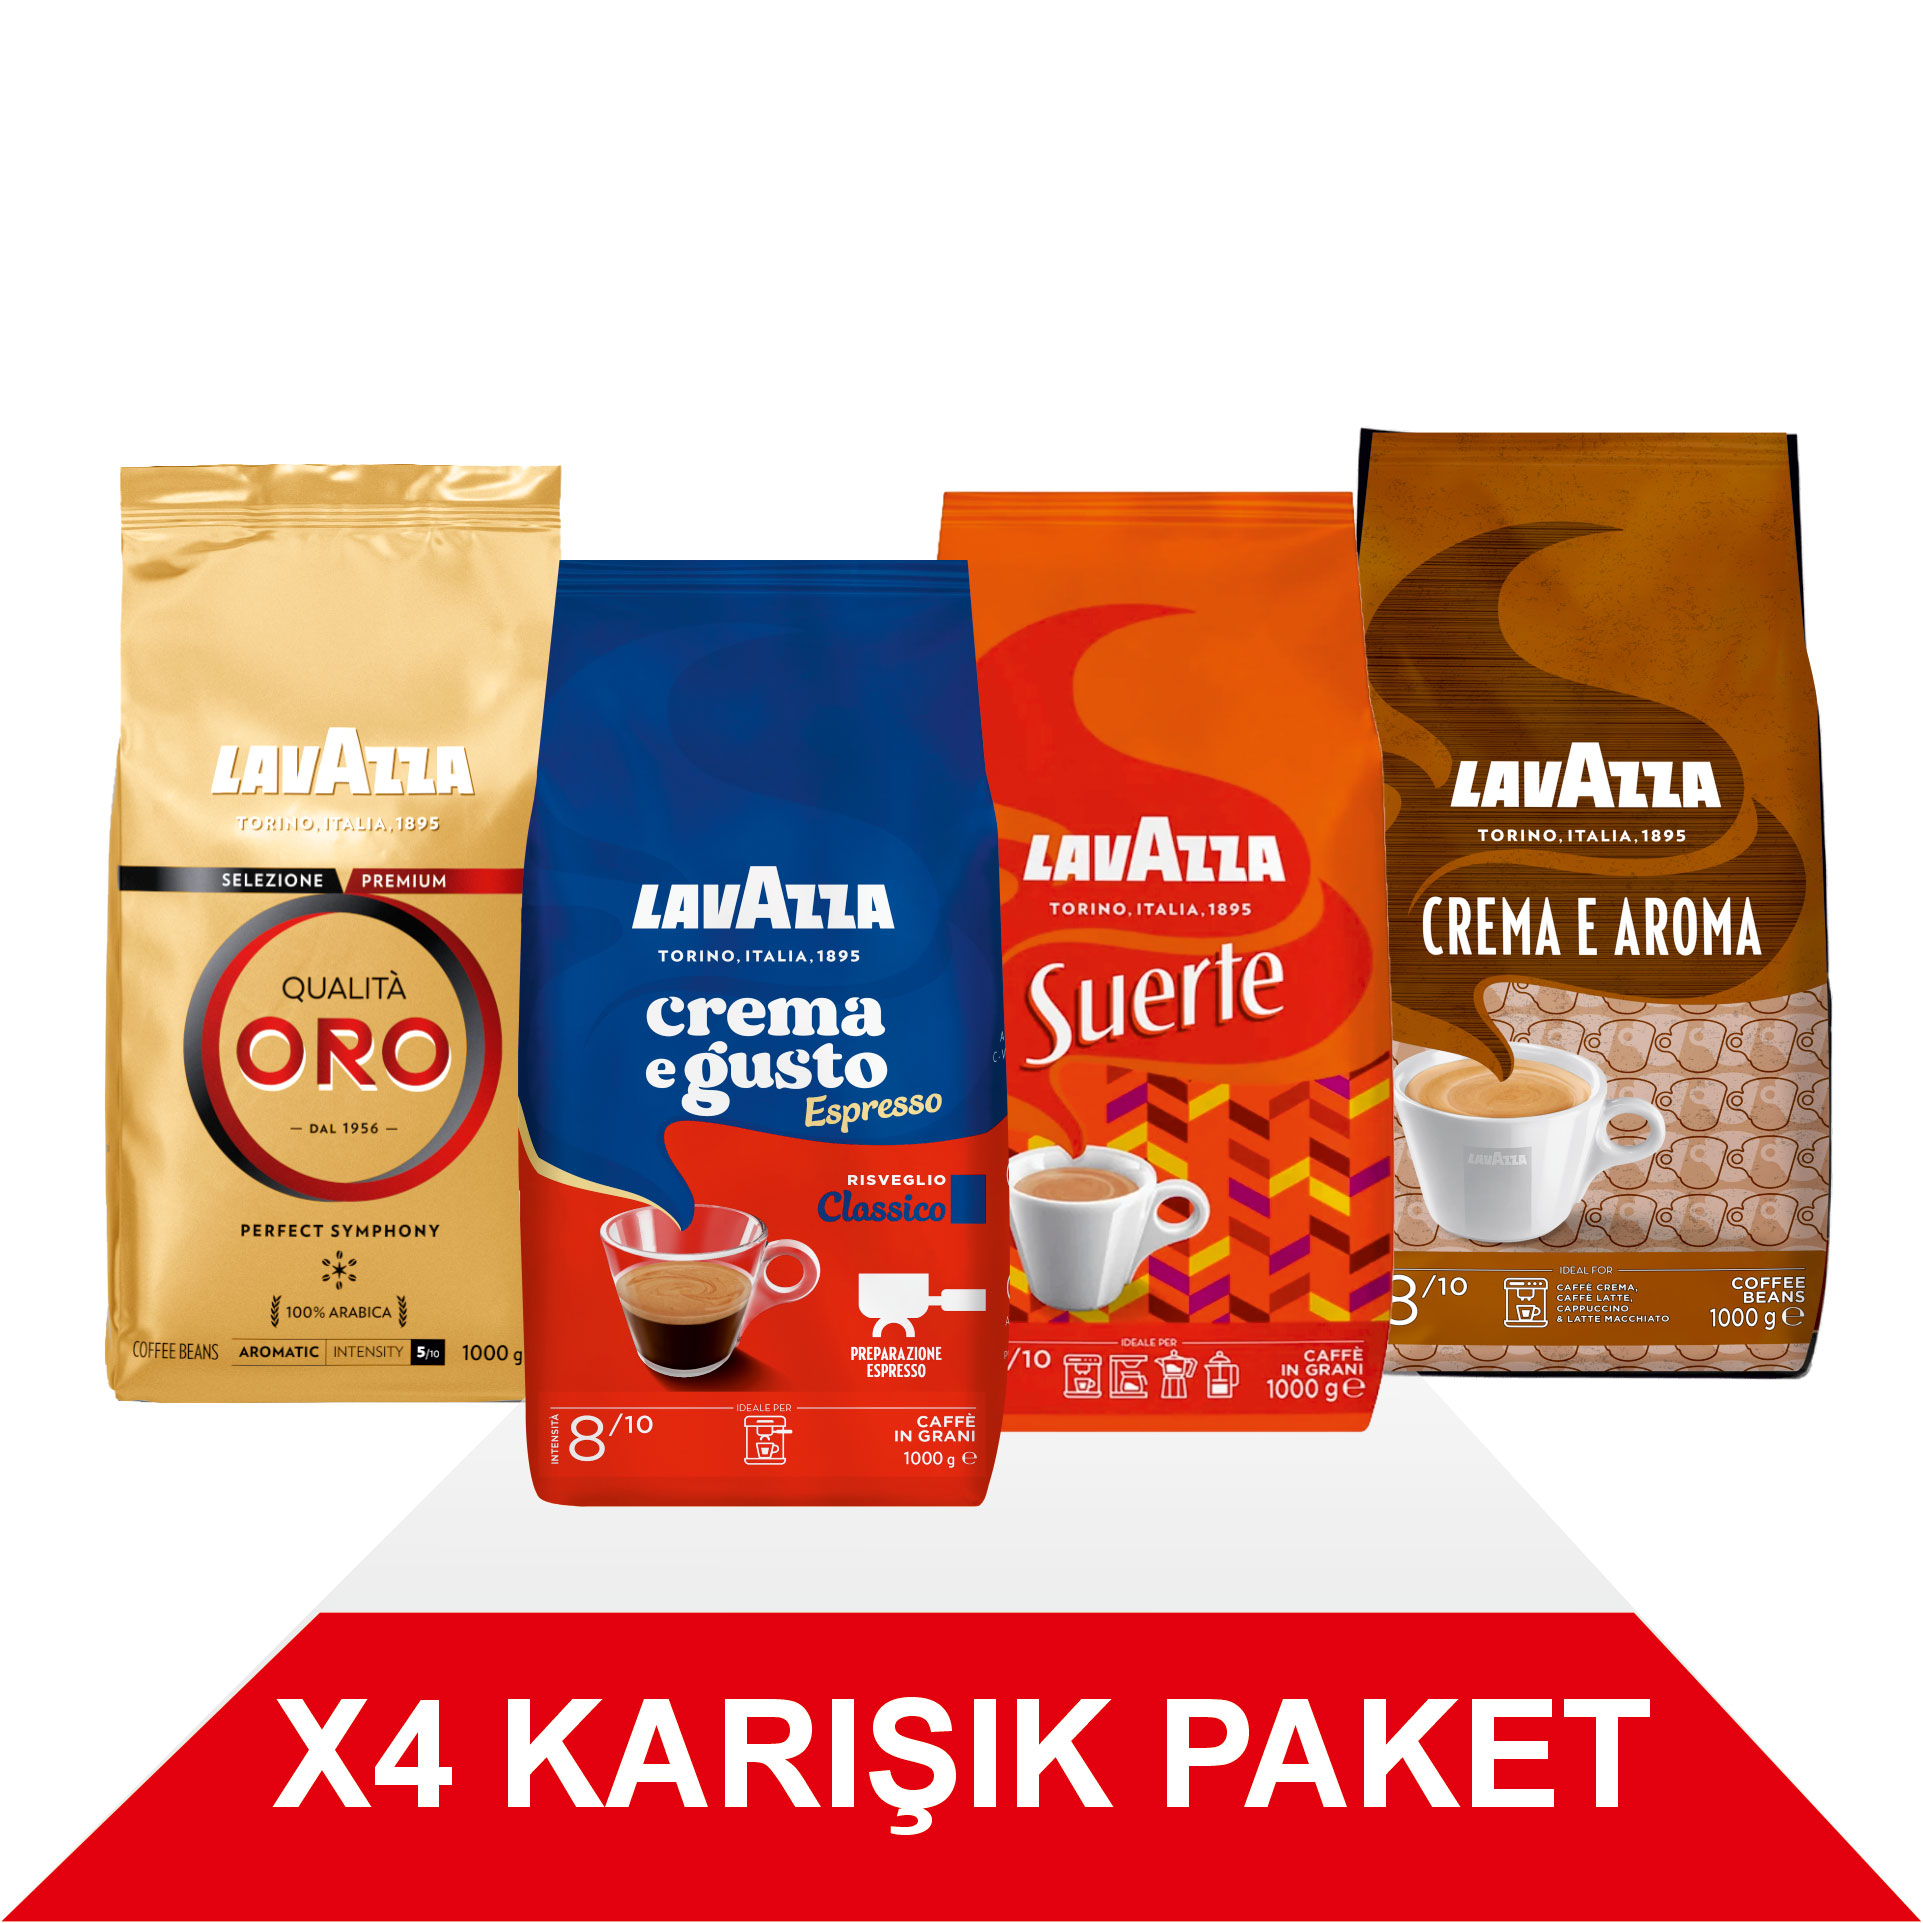 LAVAZZA
TORINO, ITALIA, 1895
SELEZIONE PREMIUM
QUALITÀ
ORO
— DAL 1956 —
PERFECT SYMPHONY
100% ARABICA
COFFEE BEANS AROMATIC INTENSITY 5/10 1000 g
LAVAZZA
TORINO, ITALIA, 1895
crema
e gusto
Espresso
RISVEGLIO
Classico
PREPARAZIONE
ESPRESSO
IDEALE PER
INTENSITÀ
8/10
CAFFÈ
IN GRANI
1000 g e
LAVAZZA
TORINO, ITALIA, 1895
Suerte
IDEALE PER
/10
CAFFÈ
IN GRANI
1000 g e
LAVAZZA
TORINO, ITALIA, 1895
CREMA E AROMA
LAVAZZA
IDEAL FOR
8/10
CAFFÈ CREMA,
CAFFÈ LATTE,
CAPPUCCINO
& LATTE MACCHIATO
COFFEE
BEANS
1000 g e
X4 KARIŞIK PAKET